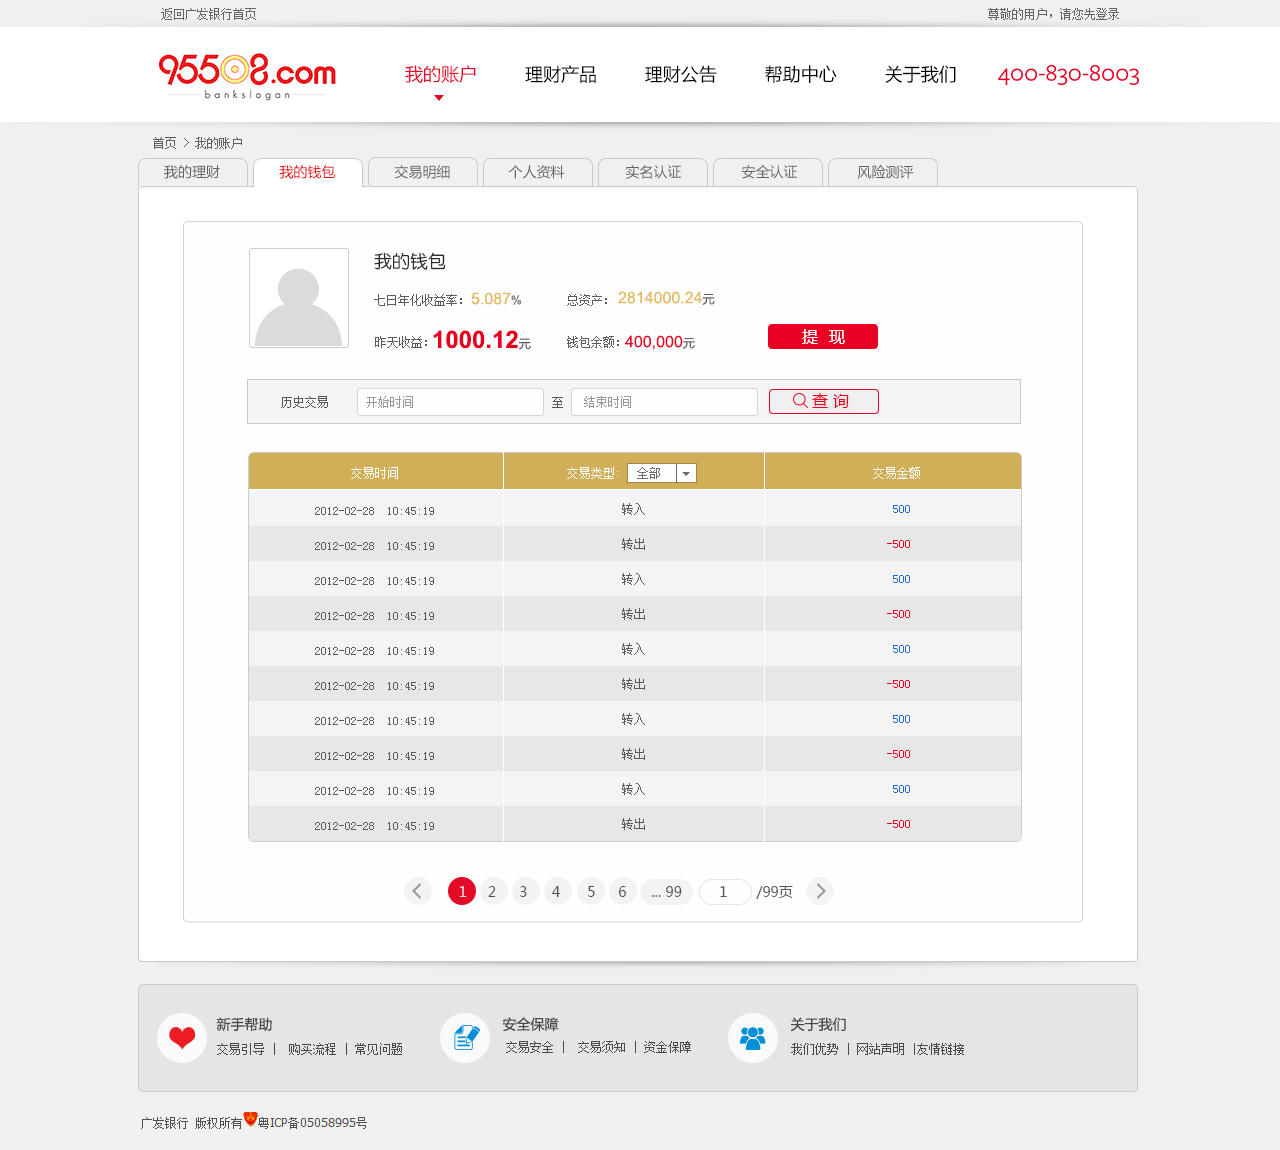 返回广发银行首页 尊敬的用户，请您先登录
95508.com 我的账户 理财产品 理财公告 帮助中心 关于我们 400-830-8003
bankslogan
首页 > 我的账户
我的理财 我的钱包 交易明细 个人资料 实名认证 安全认证 风险测评
我的钱包
七日年化收益率：5.087% 总资产：2814000.24元
昨天收益：1000.12元 钱包余额：400,000元 提 现
历史交易 开始时间 至 结束时间 查 询
交易时间 交易类型： 全部 交易金额
2012-02-28 10:45:19 转入 500
2012-02-28 10:45:19 转出 -500
2012-02-28 10:45:19 转入 500
2012-02-28 10:45:19 转出 -500
2012-02-28 10:45:19 转入 500
2012-02-28 10:45:19 转出 -500
2012-02-28 10:45:19 转入 500
2012-02-28 10:45:19 转出 -500
2012-02-28 10:45:19 转入 500
2012-02-28 10:45:19 转出 -500
1 2 3 4 5 6 ... 99 1 /99页
新手帮助 安全保障 关于我们
交易引导 | 购买流程 | 常见问题 交易安全 | 交易须知 | 资金保障 我们优势 | 网站声明 |友情链接
广发银行 版权所有 粤ICP备05058995号